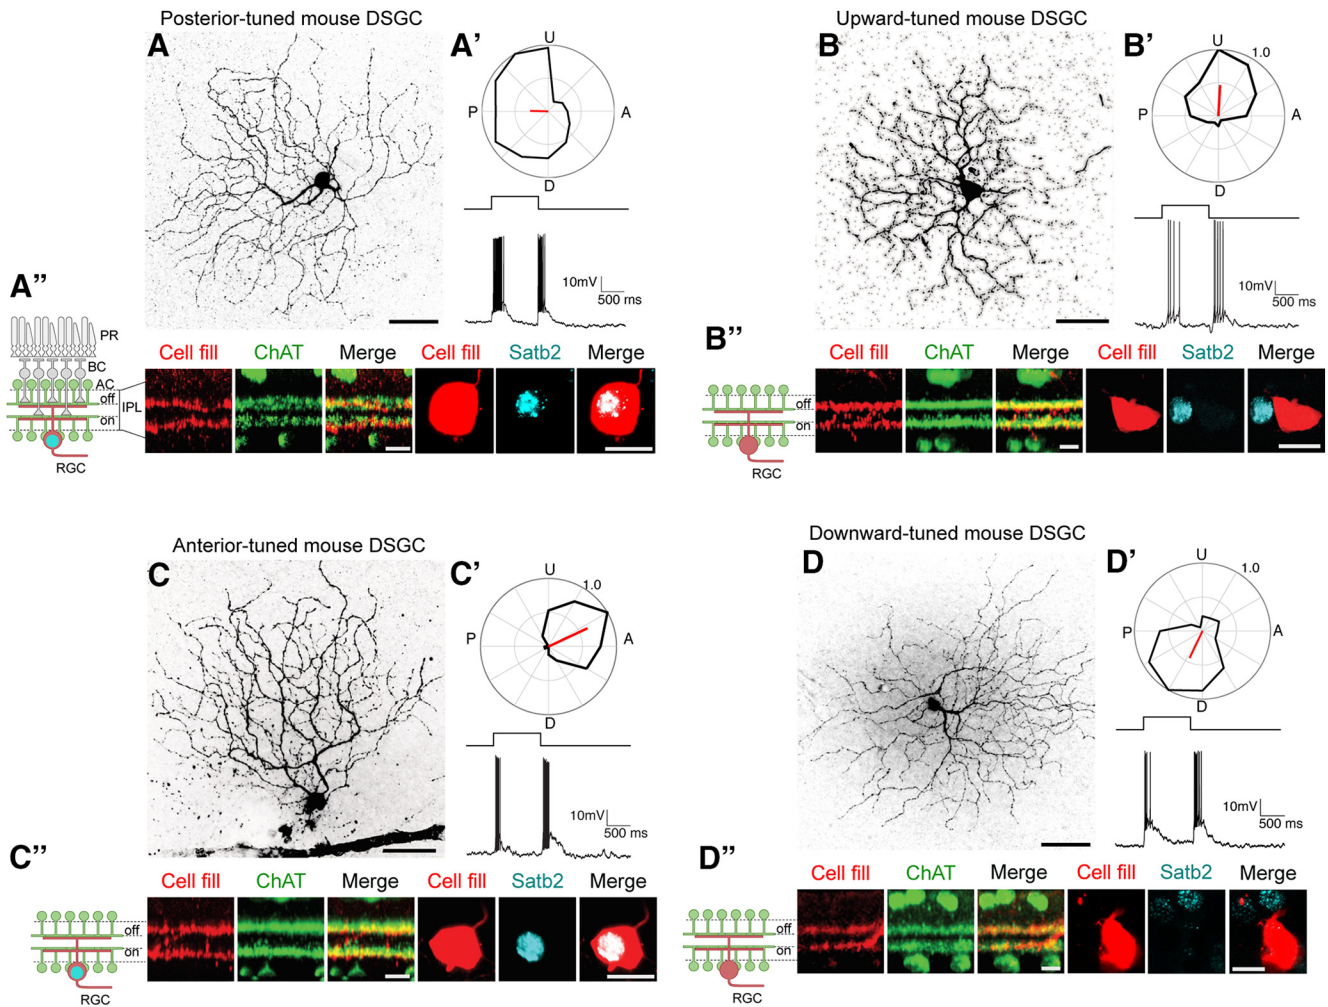 Posterior-tuned mouse DSGC
A
A’
U
P
A
D
10mV
500 ms
A”
PR
BC
AC
off
IPL
on
RGC
Cell fill
ChAT
Merge
Cell fill
Satb2
Merge
Upward-tuned mouse DSGC
B
B’
U
1.0
P
A
D
10mV
500 ms
B”
off
on
RGC
Cell fill
ChAT
Merge
Cell fill
Satb2
Merge
Anterior-tuned mouse DSGC
C
C’
U
1.0
P
A
D
10mV
500 ms
C”
off
on
RGC
Cell fill
ChAT
Merge
Cell fill
Satb2
Merge
Downward-tuned mouse DSGC
D
D’
U
1.0
P
A
D
10mV
500 ms
D”
off
on
RGC
Cell fill
ChAT
Merge
Cell fill
Satb2
Merge